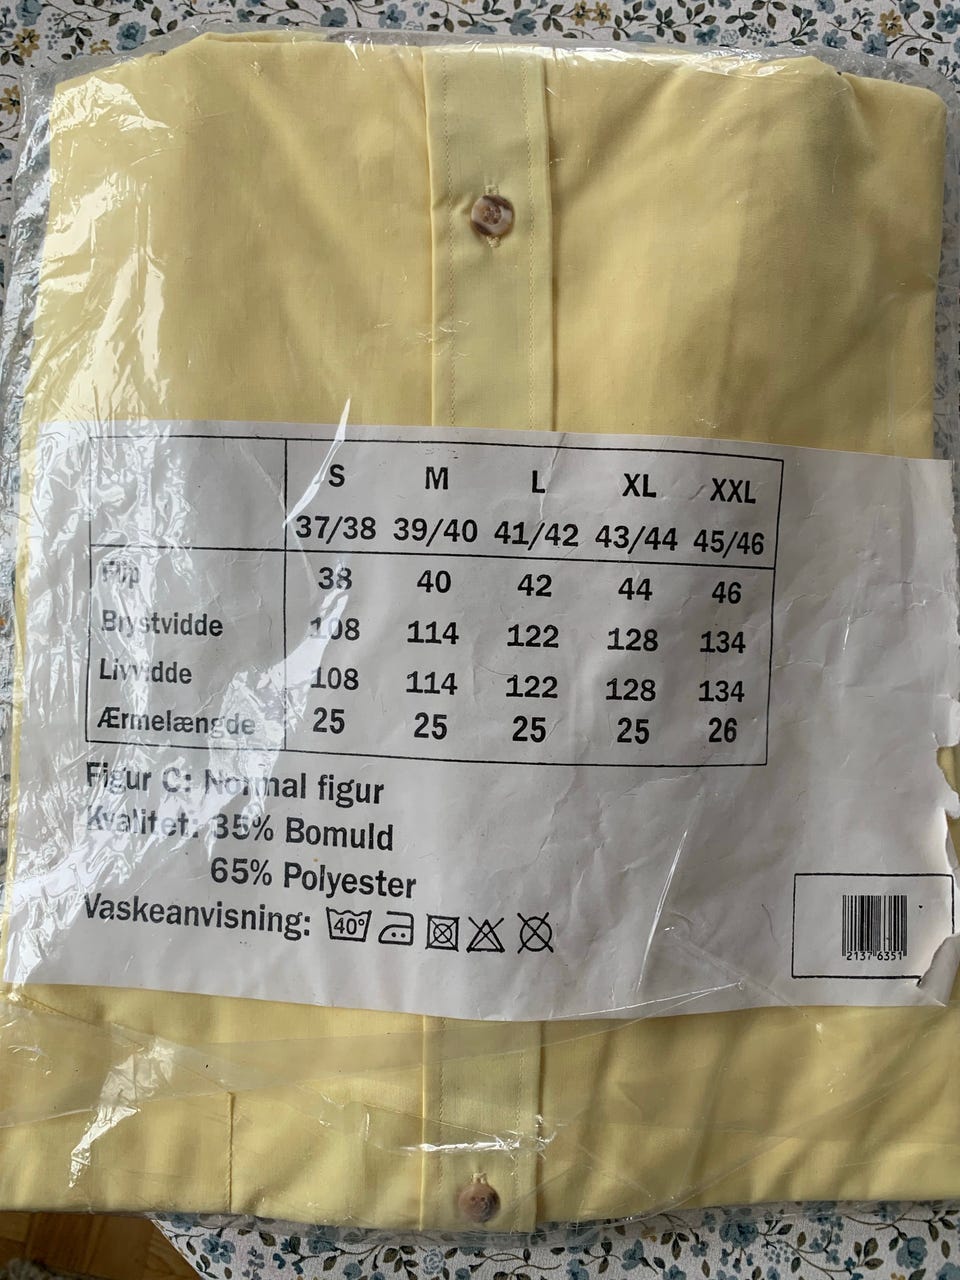 S M L XL XXL
37/38 39/40 41/42 43/44 45/46
Flip 38 40 42 44 46
Brystvidde 108 114 122 128 134
Livvidde 108 114 122 128 134
Ærmelængde 25 25 25 25 26
Figur C: Normal figur
Kvalitet: 35% Bomuld
65% Polyester
Vaskeanvisning: 40°
2137 6351